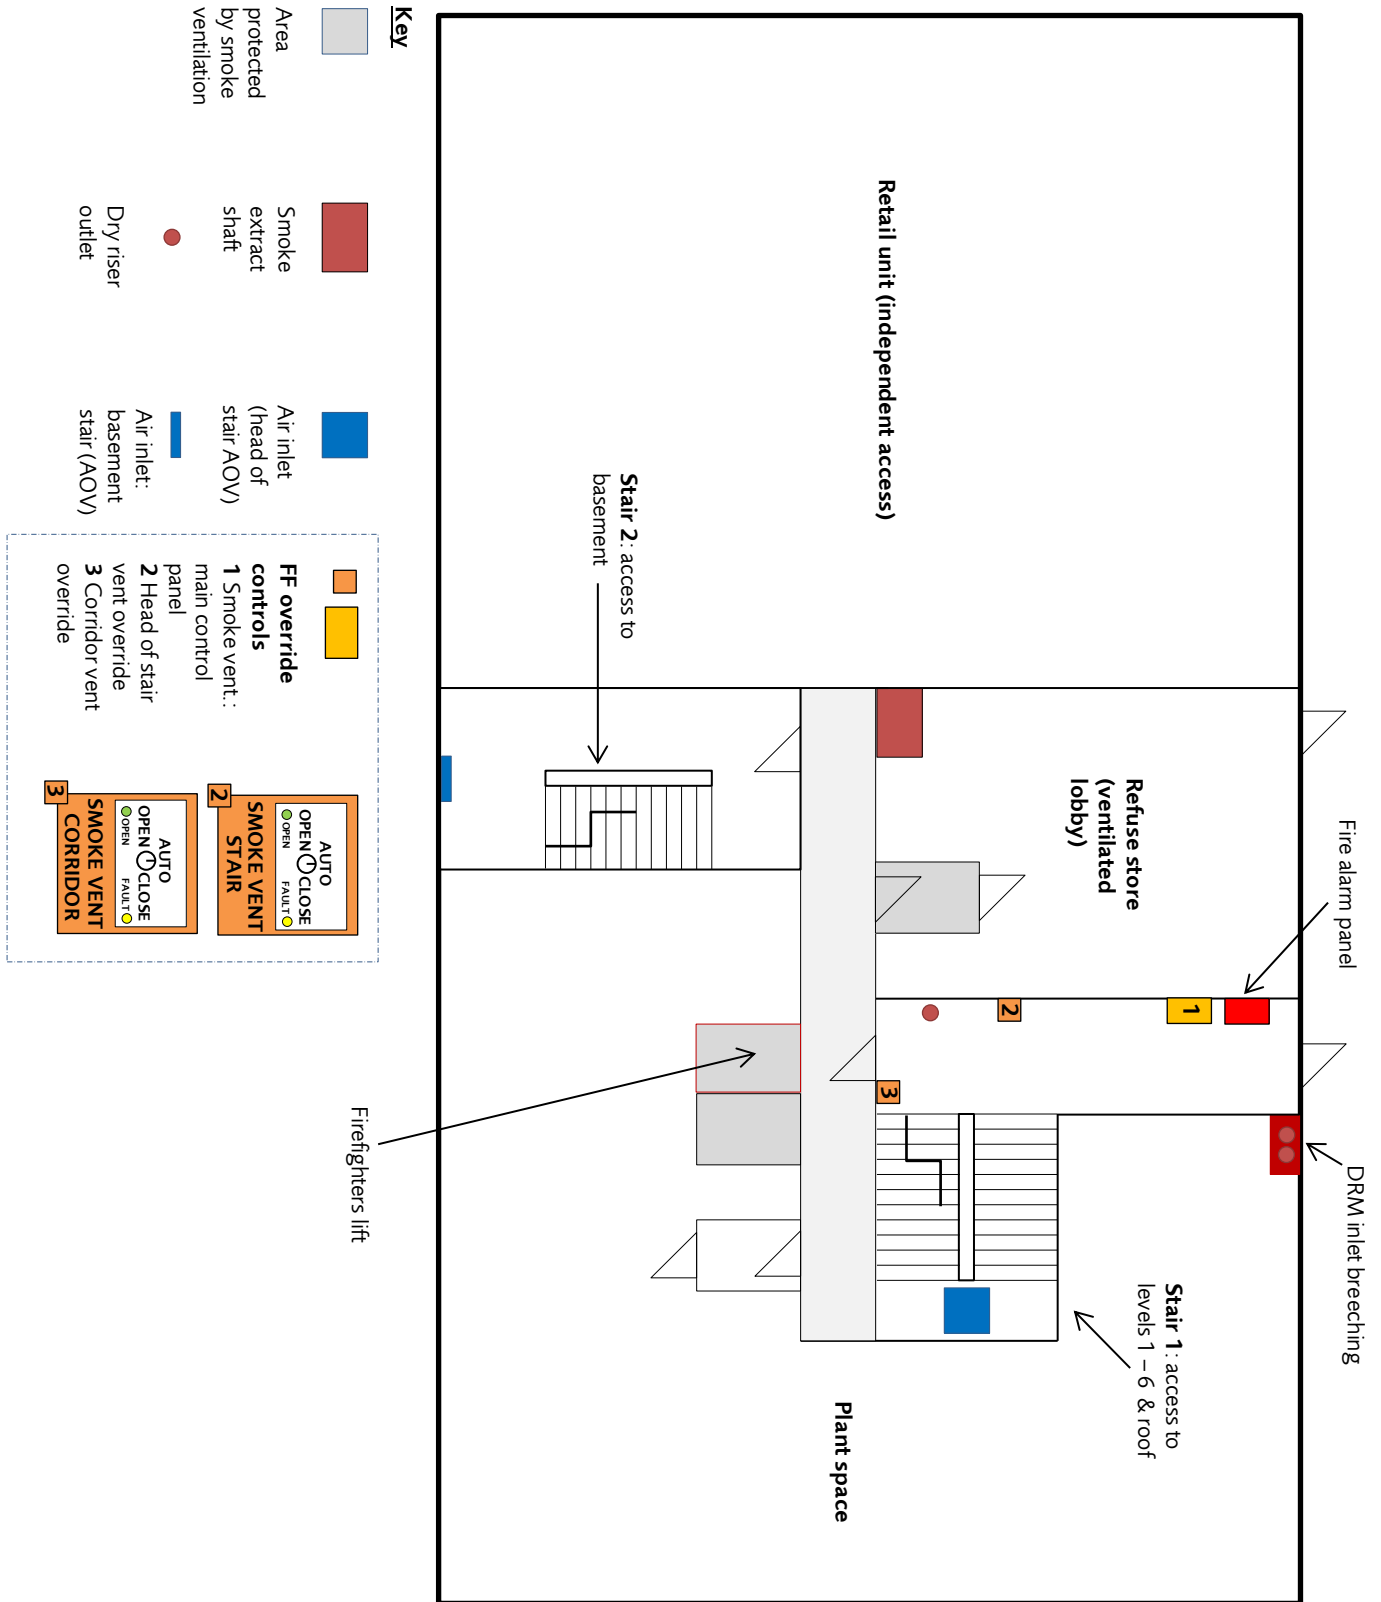 Fire alarm panel
DRM inlet breeching
Retail unit (independent access)
Refuse store
(ventilated
lobby)
1
2
3
Stair 1: access to
levels 1 – 6 & roof
Stair 2: access to
basement
Plant space
Firefighters lift
Key
Area
protected
by smoke
ventilation
Smoke
extract
shaft
Dry riser
outlet
Air inlet
(head of
stair AOV)
Air inlet:
basement
stair (AOV)
FF override
controls
1 Smoke vent.:
main control
panel
2 Head of stair
vent override
3 Corridor vent
override
AUTO
OPEN CLOSE
OPEN FAULT
SMOKE VENT
STAIR
2
AUTO
OPEN CLOSE
OPEN FAULT
SMOKE VENT
CORRIDOR
3